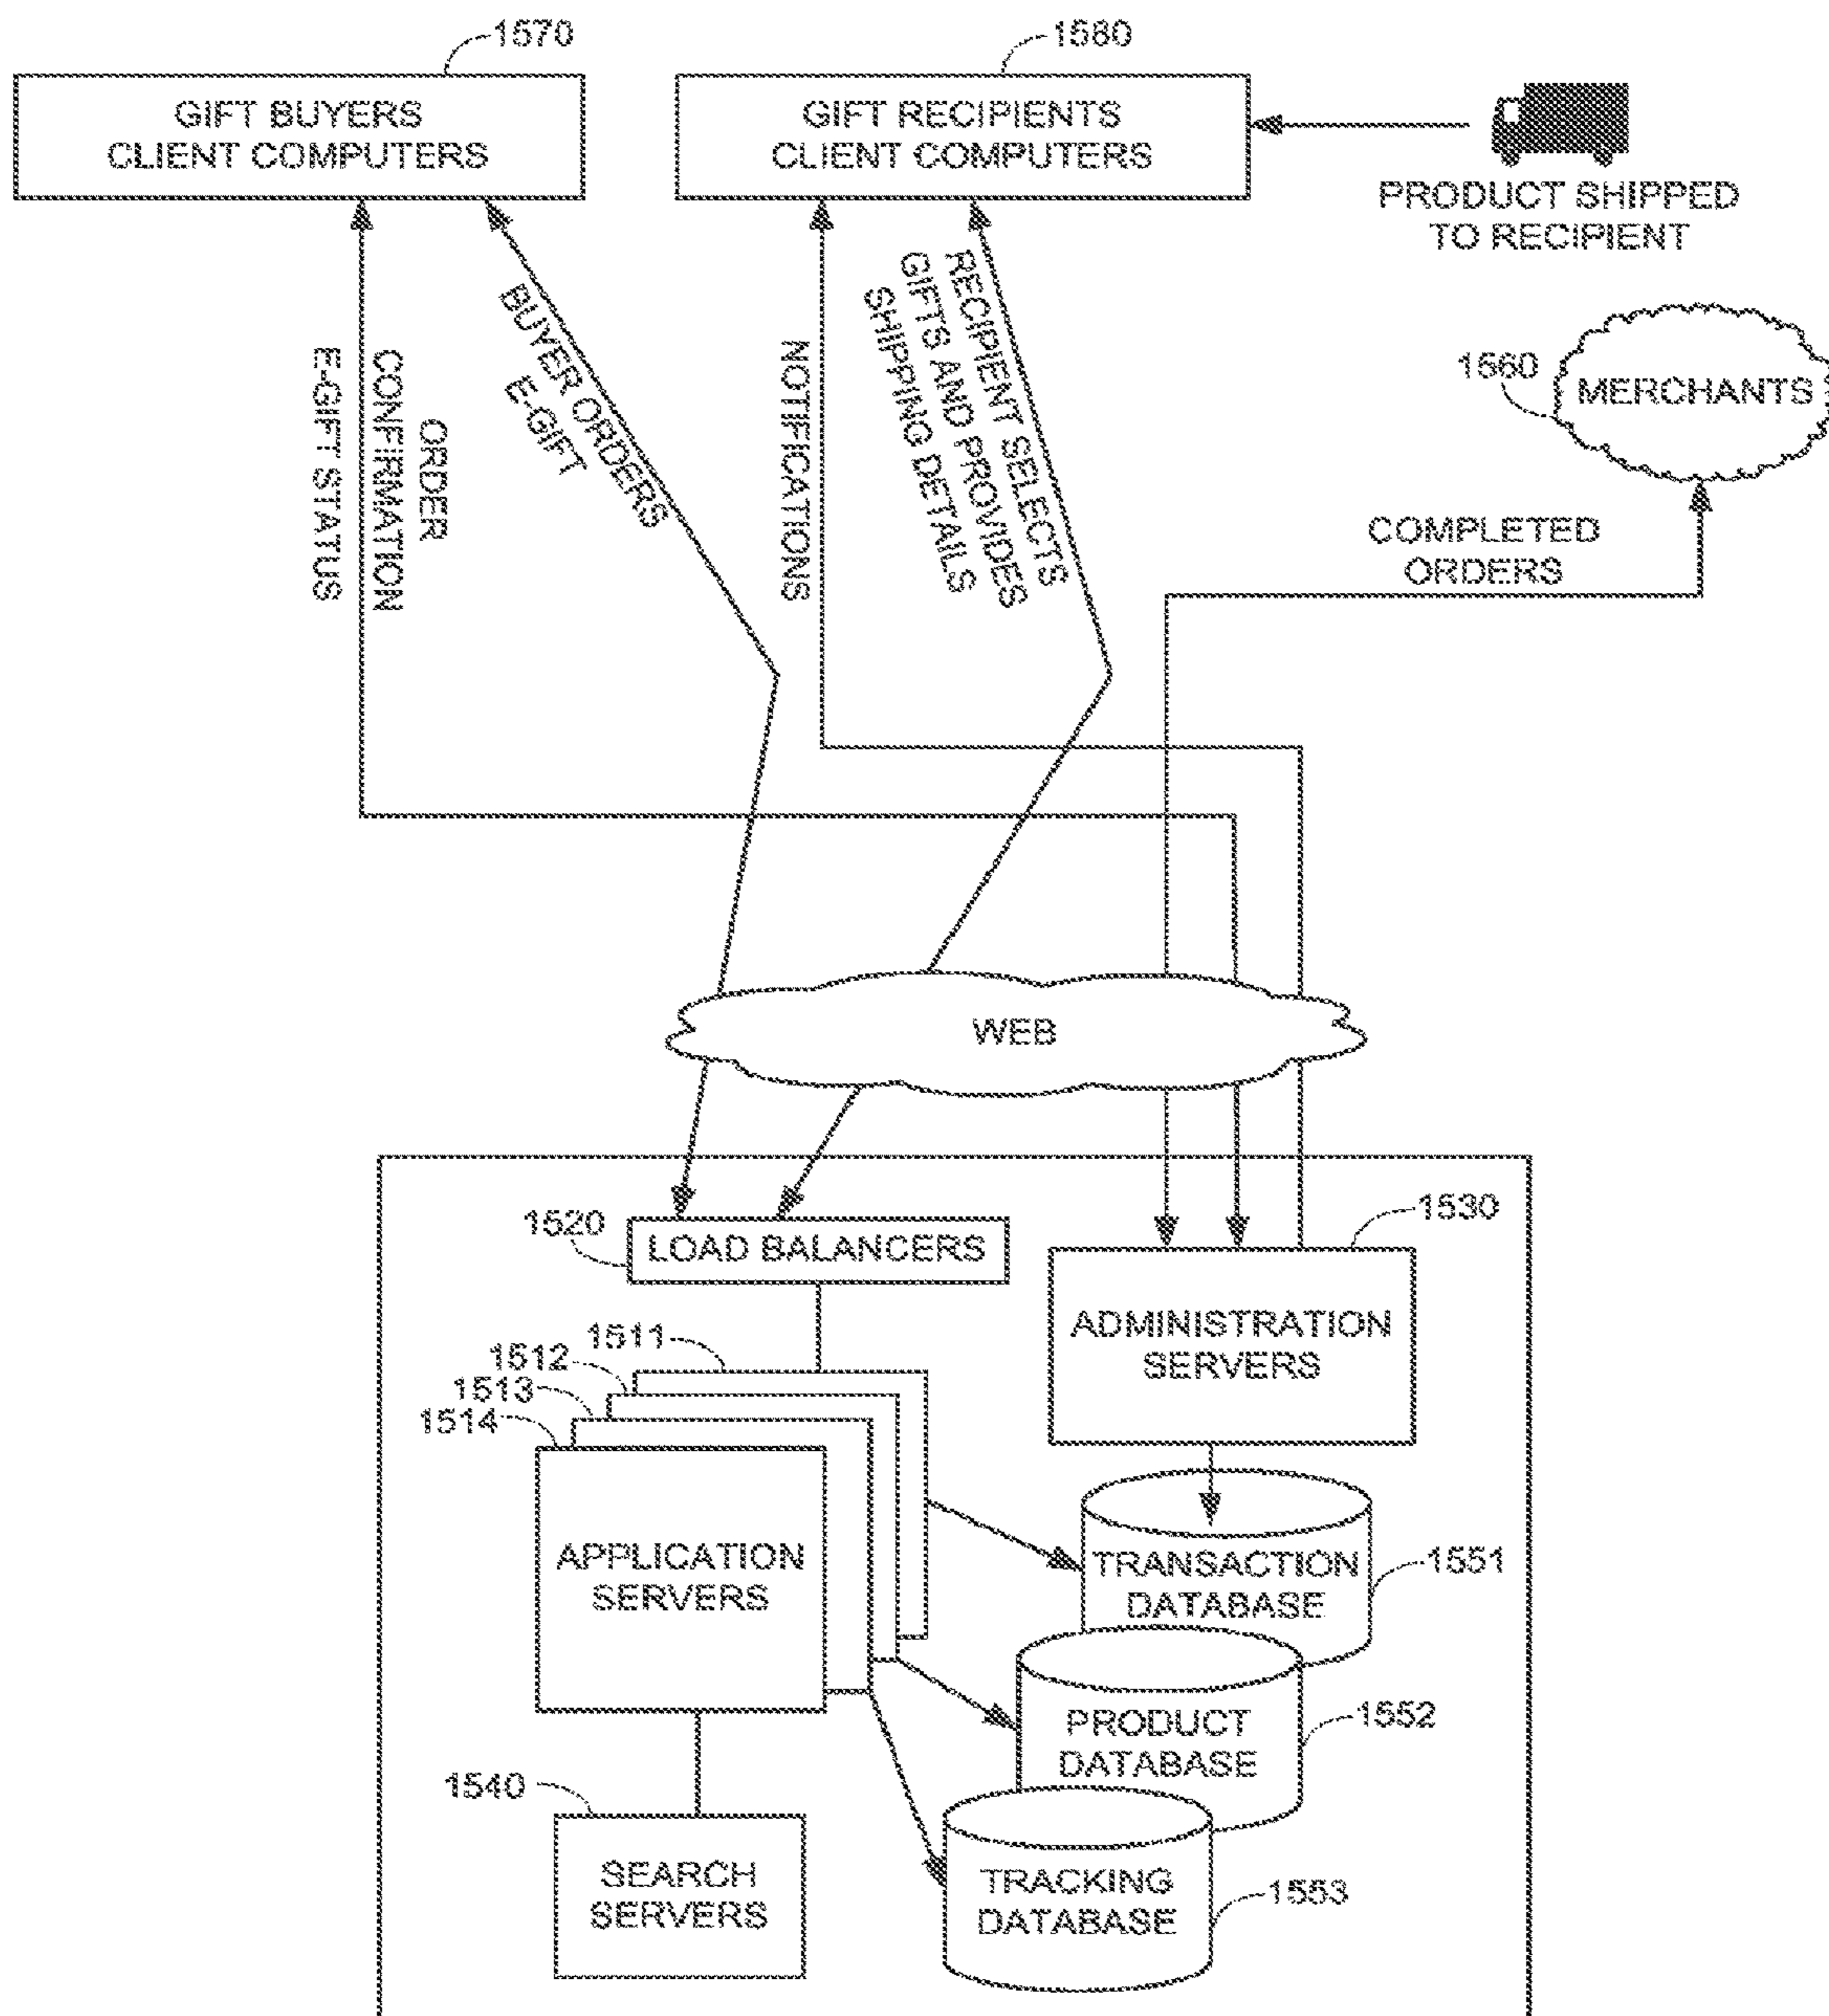 1570
1580
GIFT BUYERS
CLIENT COMPUTERS
GIFT RECIPIENTS
CLIENT COMPUTERS
PRODUCT SHIPPED
TO RECIPIENT
1560
MERCHANTS
E-GIFT STATUS
ORDER
CONFIRMATION
BUYER ORDERS
E-GIFT
NOTIFICATIONS
RECIPIENT SELECTS
GIFTS AND PROVIDES
SHIPPING DETAILS
COMPLETED
ORDERS
WEB
1520
LOAD BALANCERS
1530
ADMINISTRATION
SERVERS
1511
1512
1513
1514
APPLICATION
SERVERS
TRANSACTION
DATABASE
1551
PRODUCT
DATABASE
1552
1540
SEARCH
SERVERS
TRACKING
DATABASE
1553